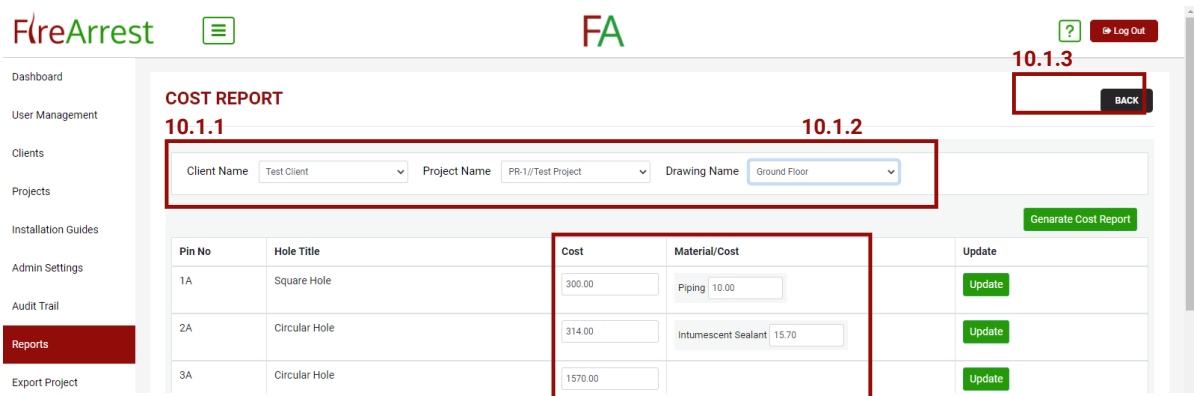 FireArrest
FA
?
Log Out
Dashboard
User Management
Clients
Projects
Installation Guides
Admin Settings
Audit Trail
Reports
Export Project
10.1.3
COST REPORT
BACK
10.1.1
10.1.2
Client Name Test Client Project Name PR-1//Test Project Drawing Name Ground Floor
Genarate Cost Report
Pin No Hole Title Cost Material/Cost Update
1A Square Hole 300.00 Piping 10.00 Update
2A Circular Hole 314.00 Intumescent Sealant 15.70 Update
3A Circular Hole 1570.00 Update